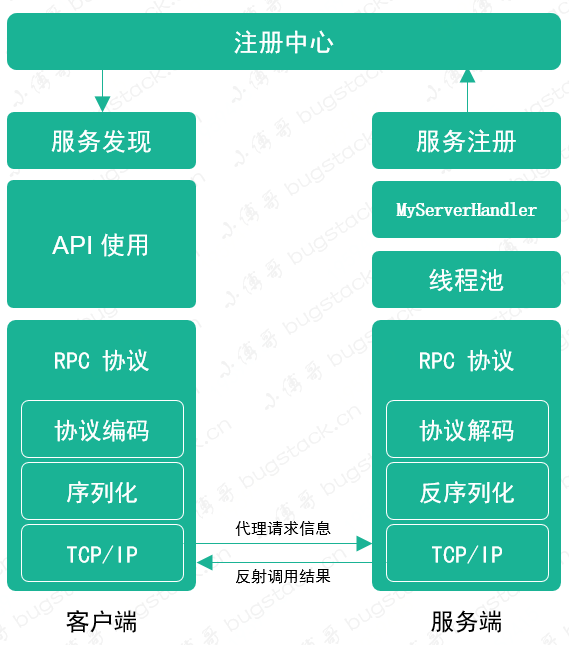 注册中心
服务发现
服务注册
API 使用
MyServerHandler
线程池
RPC 协议
RPC 协议
协议编码
协议解码
序列化
反序列化
代理请求信息
TCP/IP
TCP/IP
反射调用结果
客户端
服务端
小傅哥 bugstack.cn